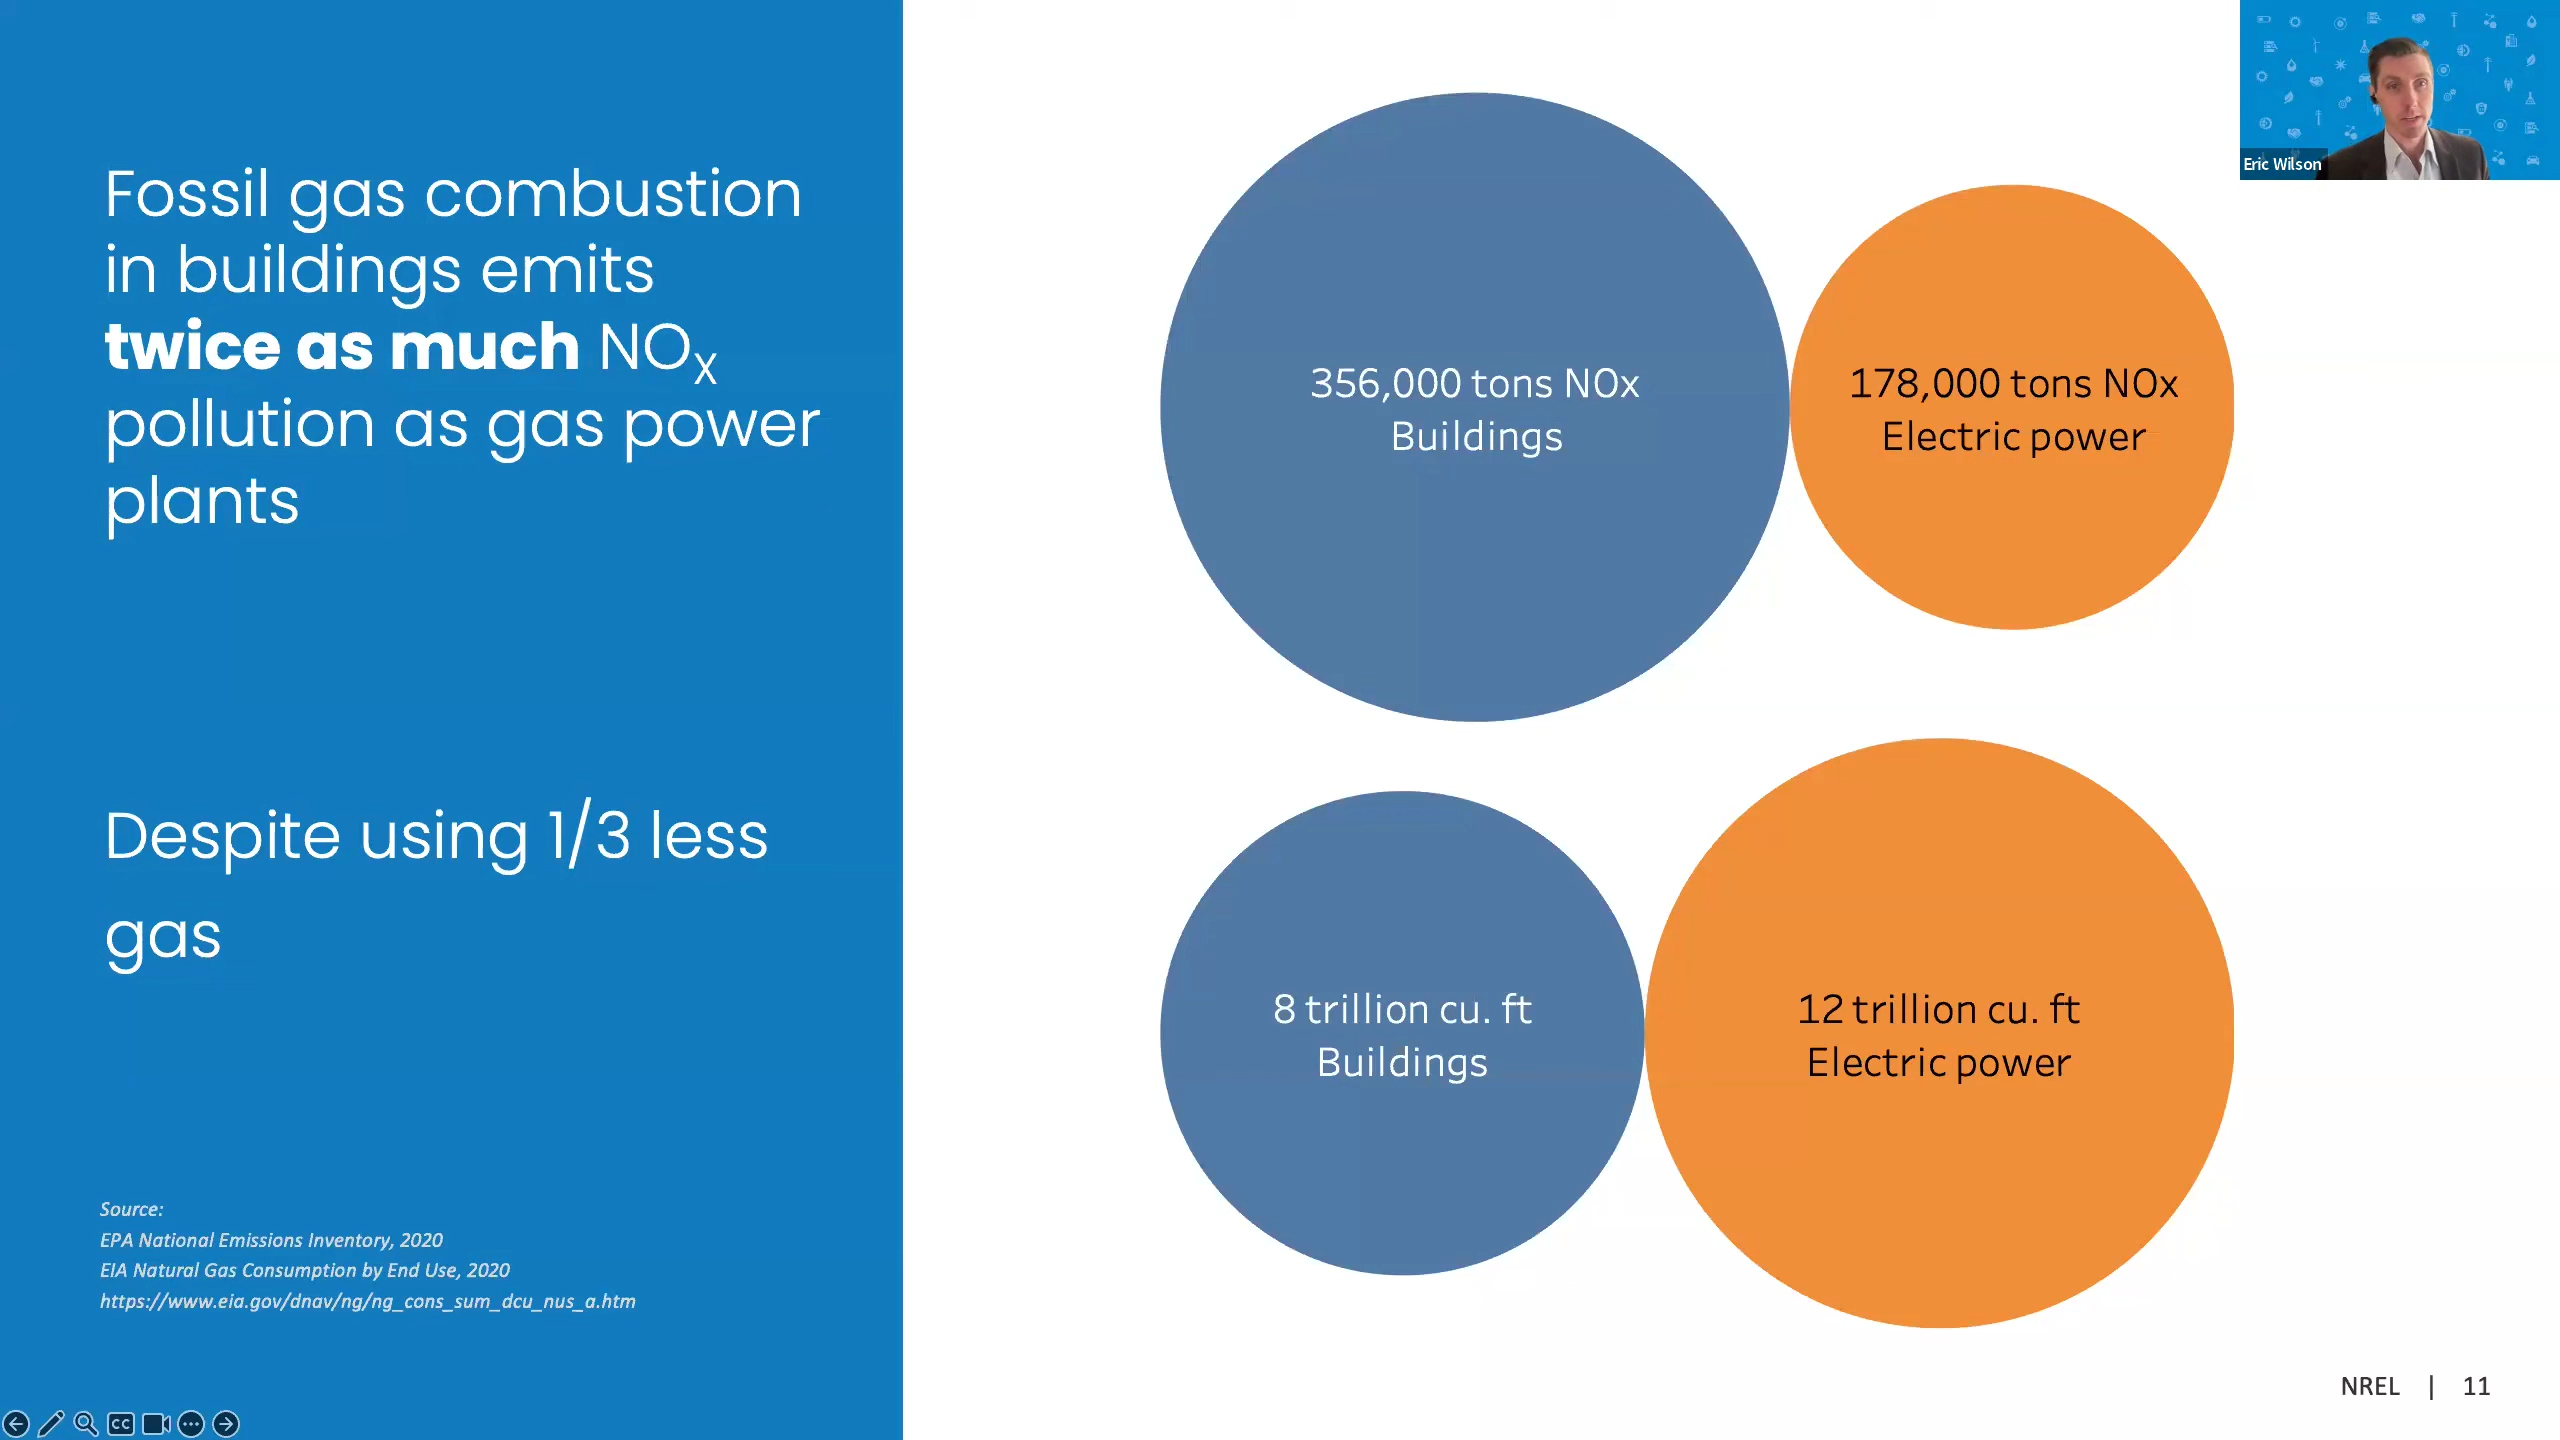 Fossil gas combustion
in buildings emits
twice as much NOX
pollution as gas power
plants
Despite using 1/3 less
gas
Source:
EPA National Emissions Inventory, 2020
EIA Natural Gas Consumption by End Use, 2020
https://www.eia.gov/dnav/ng/ng_cons_sum_dcu_nus_a.htm
356,000 tons NOx
Buildings
178,000 tons NOx
Electric power
8 trillion cu. ft
Buildings
12 trillion cu. ft
Electric power
Eric Wilson
NREL | 11
CC